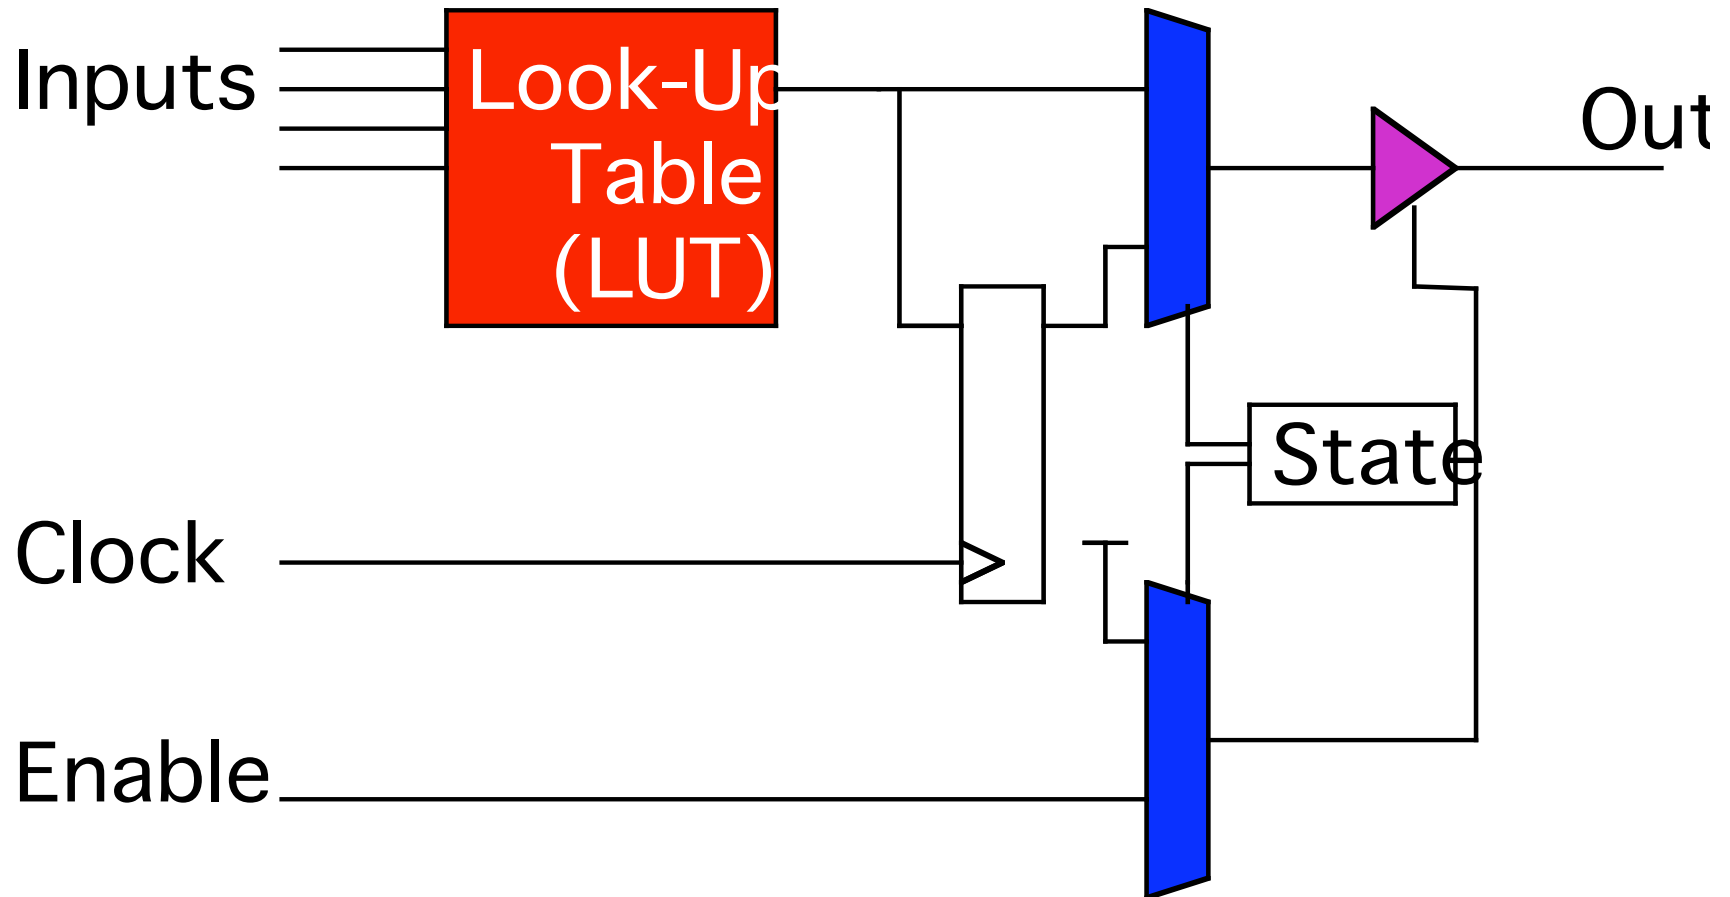 Inputs
Look-Up
Table
(LUT)
Out
State
Clock
Enable